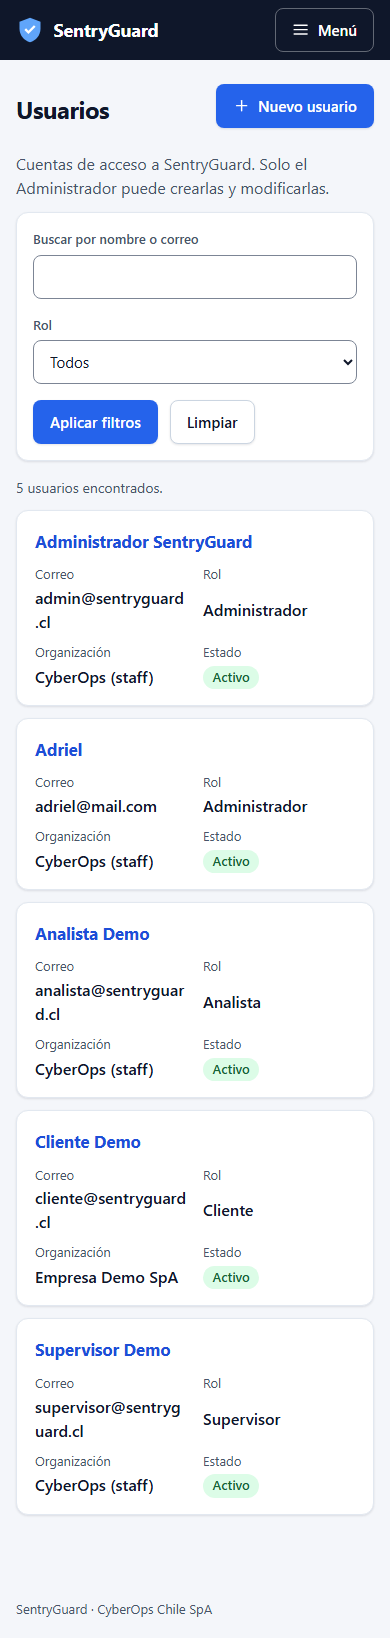 SentryGuard
Menú
Usuarios
Nuevo usuario
Cuentas de acceso a SentryGuard. Solo el
Administrador puede crearlas y modificarlas.
Buscar por nombre o correo
Rol
Todos
Aplicar filtros
Limpiar
5 usuarios encontrados.
Administrador SentryGuard
Correo
Rol
admin@sentryguard
.cl
Administrador
Organización
Estado
CyberOps (staff)
Activo
Adriel
Correo
Rol
adriel@mail.com
Administrador
Organización
Estado
CyberOps (staff)
Activo
Analista Demo
Correo
Rol
analista@sentryguar
d.cl
Analista
Organización
Estado
CyberOps (staff)
Activo
Cliente Demo
Correo
Rol
cliente@sentryguard
.cl
Cliente
Organización
Estado
Empresa Demo SpA
Activo
Supervisor Demo
Correo
Rol
supervisor@sentryg
uard.cl
Supervisor
Organización
Estado
CyberOps (staff)
Activo
SentryGuard · CyberOps Chile SpA